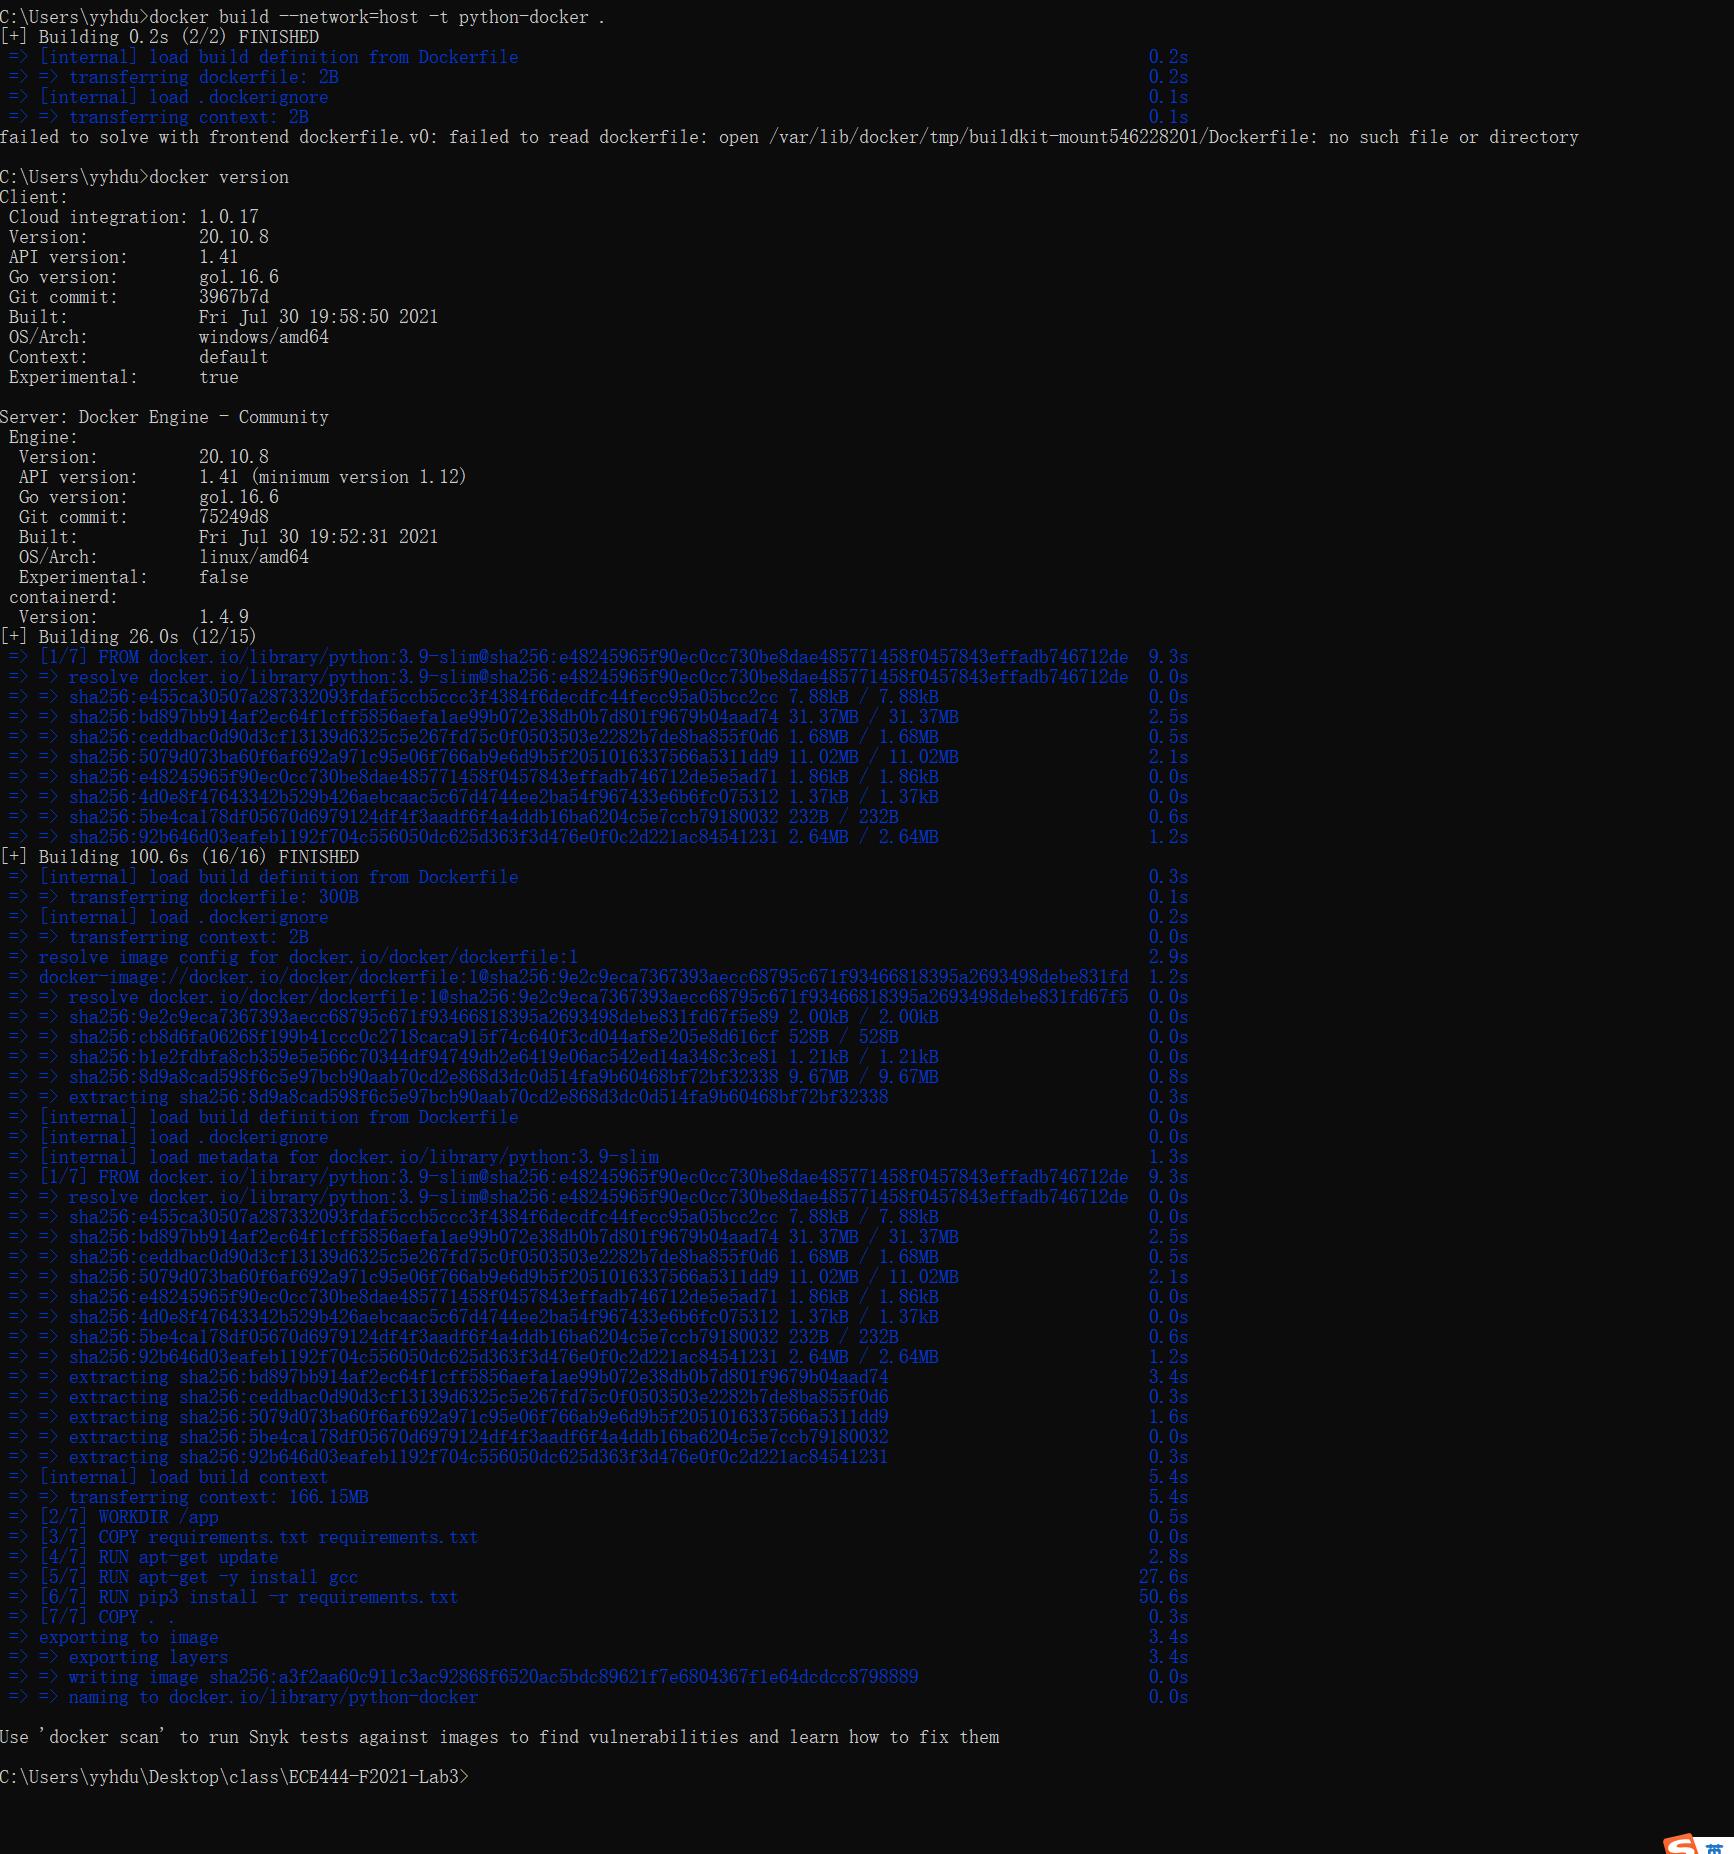 C:\Users\yyhdu>docker build --network=host -t python-docker .
[+] Building 0.2s (2/2) FINISHED
=> [internal] load build definition from Dockerfile 0.2s
=> => transferring dockerfile: 2B 0.2s
=> [internal] load .dockerignore 0.1s
=> => transferring context: 2B 0.1s
failed to solve with frontend dockerfile.v0: failed to read dockerfile: open /var/lib/docker/tmp/buildkit-mount546228201/Dockerfile: no such file or directory
C:\Users\yyhdu>docker version
Client:
Cloud integration: 1.0.17
Version: 20.10.8
API version: 1.41
Go version: go1.16.6
Git commit: 3967b7d
Built: Fri Jul 30 19:58:50 2021
OS/Arch: windows/amd64
Context: default
Experimental: true
Server: Docker Engine - Community
Engine:
Version: 20.10.8
API version: 1.41 (minimum version 1.12)
Go version: go1.16.6
Git commit: 75249d8
Built: Fri Jul 30 19:52:31 2021
OS/Arch: linux/amd64
Experimental: false
containerd:
Version: 1.4.9
[+] Building 26.0s (12/15)
=> [1/7] FROM docker.io/library/python:3.9-slim@sha256:e48245965f90ec0cc730be8dae485771458f0457843effadb746712de 9.3s
=> => resolve docker.io/library/python:3.9-slim@sha256:e48245965f90ec0cc730be8dae485771458f0457843effadb746712de 0.0s
=> => sha256:e455ca30507a287332093fdaf5ccb5ccc3f4384f6decdfc44fecc95a05bcc2cc 7.88kB / 7.88kB 0.0s
=> => sha256:bd897bb914af2ec64f1cff5856aefa1ae99b072e38db0b7d801f9679b04aad74 31.37MB / 31.37MB 2.5s
=> => sha256:ceddbac0d90d3cf13139d6325c5e267fd75c0f0503503e2282b7de8ba855f0d6 1.68MB / 1.68MB 0.5s
=> => sha256:5079d073ba60f6af692a971c95e06f766ab9e6d9b5f2051016337566a5311dd9 11.02MB / 11.02MB 2.1s
=> => sha256:e48245965f90ec0cc730be8dae485771458f0457843effadb746712de5e5ad71 1.86kB / 1.86kB 0.0s
=> => sha256:4d0e8f47643342b529b426aebcaac5c67d4744ee2ba54f967433e6b6fc075312 1.37kB / 1.37kB 0.0s
=> => sha256:5be4ca178df05670d6979124df4f3aadf6f4a4ddb16ba6204c5e7ccb79180032 232B / 232B 0.6s
=> => sha256:92b646d03eafeb1192f704c556050dc625d363f3d476e0f0c2d221ac84541231 2.64MB / 2.64MB 1.2s
[+] Building 100.6s (16/16) FINISHED
=> [internal] load build definition from Dockerfile 0.3s
=> => transferring dockerfile: 300B 0.1s
=> [internal] load .dockerignore 0.2s
=> => transferring context: 2B 0.0s
=> resolve image config for docker.io/docker/dockerfile:1 2.9s
=> docker-image://docker.io/docker/dockerfile:1@sha256:9e2c9eca7367393aecc68795c671f93466818395a2693498debe831fd 1.2s
=> => resolve docker.io/docker/dockerfile:1@sha256:9e2c9eca7367393aecc68795c671f93466818395a2693498debe831fd67f5 0.0s
=> => sha256:9e2c9eca7367393aecc68795c671f93466818395a2693498debe831fd67f5e89 2.00kB / 2.00kB 0.0s
=> => sha256:cb8d6fa06268f199b41ccc0c2718caca915f74c640f3cd044af8e205e8d616cf 528B / 528B 0.0s
=> => sha256:b1e2fdbfa8cb359e5e566c70344df94749db2e6419e06ac542ed14a348c3ce81 1.21kB / 1.21kB 0.0s
=> => sha256:8d9a8cad598f6c5e97bcb90aab70cd2e868d3dc0d514fa9b60468bf72bf32338 9.67MB / 9.67MB 0.8s
=> => extracting sha256:8d9a8cad598f6c5e97bcb90aab70cd2e868d3dc0d514fa9b60468bf72bf32338 0.3s
=> [internal] load build definition from Dockerfile 0.0s
=> [internal] load .dockerignore 0.0s
=> [internal] load metadata for docker.io/library/python:3.9-slim 1.3s
=> [1/7] FROM docker.io/library/python:3.9-slim@sha256:e48245965f90ec0cc730be8dae485771458f0457843effadb746712de 9.3s
=> => resolve docker.io/library/python:3.9-slim@sha256:e48245965f90ec0cc730be8dae485771458f0457843effadb746712de 0.0s
=> => sha256:e455ca30507a287332093fdaf5ccb5ccc3f4384f6decdfc44fecc95a05bcc2cc 7.88kB / 7.88kB 0.0s
=> => sha256:bd897bb914af2ec64f1cff5856aefa1ae99b072e38db0b7d801f9679b04aad74 31.37MB / 31.37MB 2.5s
=> => sha256:ceddbac0d90d3cf13139d6325c5e267fd75c0f0503503e2282b7de8ba855f0d6 1.68MB / 1.68MB 0.5s
=> => sha256:5079d073ba60f6af692a971c95e06f766ab9e6d9b5f2051016337566a5311dd9 11.02MB / 11.02MB 2.1s
=> => sha256:e48245965f90ec0cc730be8dae485771458f0457843effadb746712de5e5ad71 1.86kB / 1.86kB 0.0s
=> => sha256:4d0e8f47643342b529b426aebcaac5c67d4744ee2ba54f967433e6b6fc075312 1.37kB / 1.37kB 0.0s
=> => sha256:5be4ca178df05670d6979124df4f3aadf6f4a4ddb16ba6204c5e7ccb79180032 232B / 232B 0.6s
=> => sha256:92b646d03eafeb1192f704c556050dc625d363f3d476e0f0c2d221ac84541231 2.64MB / 2.64MB 1.2s
=> => extracting sha256:bd897bb914af2ec64f1cff5856aefa1ae99b072e38db0b7d801f9679b04aad74 3.4s
=> => extracting sha256:ceddbac0d90d3cf13139d6325c5e267fd75c0f0503503e2282b7de8ba855f0d6 0.3s
=> => extracting sha256:5079d073ba60f6af692a971c95e06f766ab9e6d9b5f2051016337566a5311dd9 1.6s
=> => extracting sha256:5be4ca178df05670d6979124df4f3aadf6f4a4ddb16ba6204c5e7ccb79180032 0.0s
=> => extracting sha256:92b646d03eafeb1192f704c556050dc625d363f3d476e0f0c2d221ac84541231 0.3s
=> [internal] load build context 5.4s
=> => transferring context: 166.15MB 5.4s
=> [2/7] WORKDIR /app 0.5s
=> [3/7] COPY requirements.txt requirements.txt 0.0s
=> [4/7] RUN apt-get update 2.8s
=> [5/7] RUN apt-get -y install gcc 27.6s
=> [6/7] RUN pip3 install -r requirements.txt 50.6s
=> [7/7] COPY . . 0.3s
=> exporting to image 3.4s
=> => exporting layers 3.4s
=> => writing image sha256:a3f2aa60c911c3ac92868f6520ac5bdc89621f7e6804367f1e64dcdcc8798889 0.0s
=> => naming to docker.io/library/python-docker 0.0s
Use 'docker scan' to run Snyk tests against images to find vulnerabilities and learn how to fix them
C:\Users\yyhdu\Desktop\class\ECE444-F2021-Lab3>